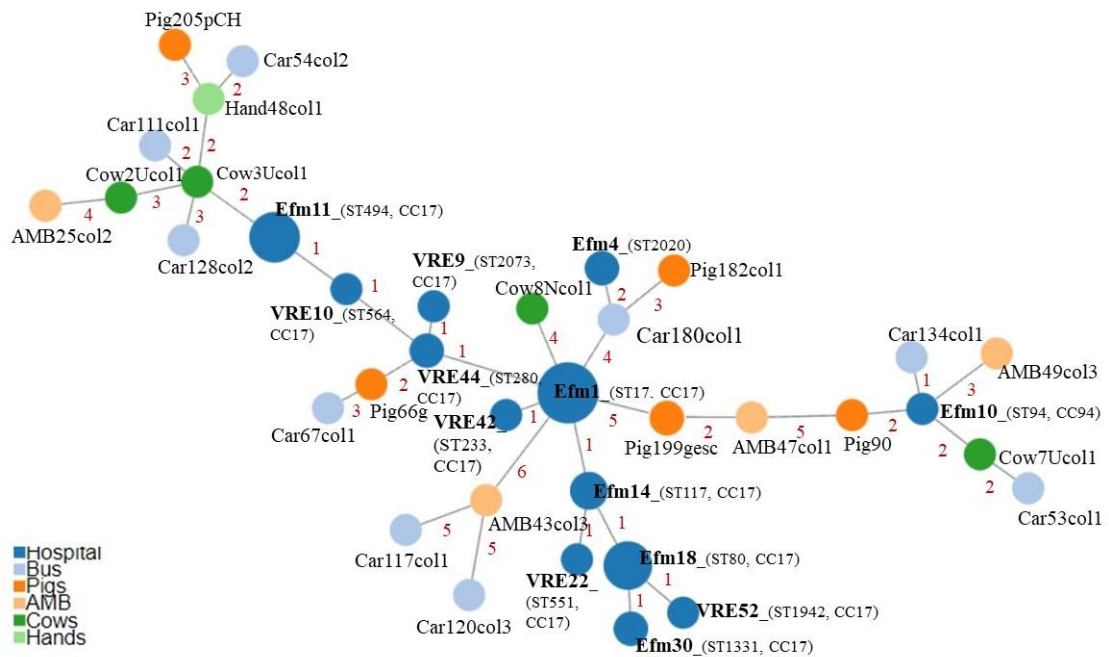 Pig205pCH
Car54col2
3
2
Hand48col1
Car111col1
2
2
Cow2Ucol1
Cow3Ucol1
3
2
4
3
AMB25col2
Car128col2
Efm11_(ST494, CC17)
1
1
VRE10_(ST564,
CC17)
VRE9_(ST2073,
CC17)
1
1
VRE44_(ST280,
CC17)
2
Pig66g
3
Car67col1
Efm4_(ST2020)
Pig182col1
2
3
Cow8Ncol1
Car180col1
4
4
Efm1_(ST17, CC17)
VRE42_
(ST233,
CC17)
1
5
Pig199gesc
2
AMB47col1
5
Pig90
2
Car134col1
AMB49col3
1
3
Efm10_(ST94, CC94)
2
Cow7Ucol1
2
Car53col1
6
1
AMB43col3
5
5
Car117col1
Car120col3
Efm14_(ST117, CC17)
1
1
VRE22_
(ST551,
CC17)
Efm18_(ST80, CC17)
1
1
VRE52_(ST1942, CC17)
Efm30_(ST1331, CC17)
Hospital
Bus
Pigs
AMB
Cows
Hands